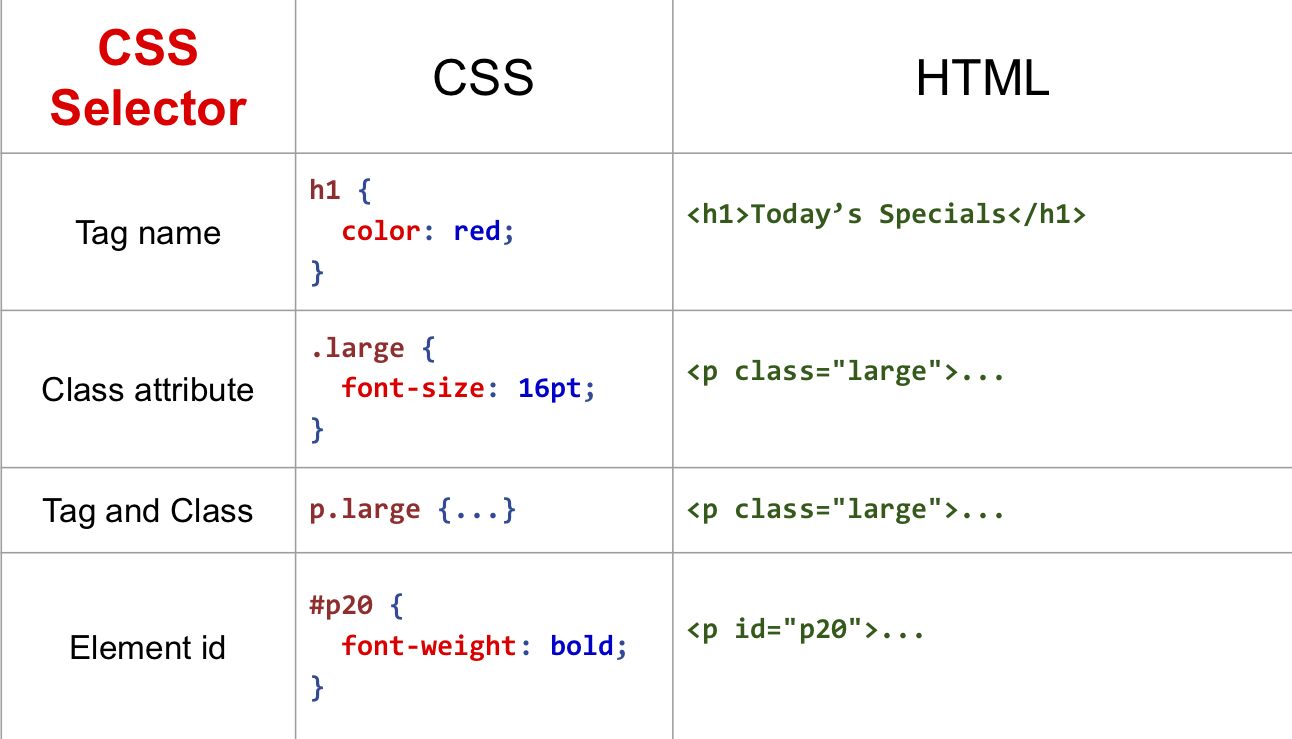 CSS
Selector
CSS
HTML
Tag name
h1 {
  color: red;
}
<h1>Today’s Specials</h1>
Class attribute
.large {
  font-size: 16pt;
}
<p class="large">...
Tag and Class
p.large {...}
<p class="large">...
Element id
#p20 {
  font-weight: bold;
}
<p id="p20">...